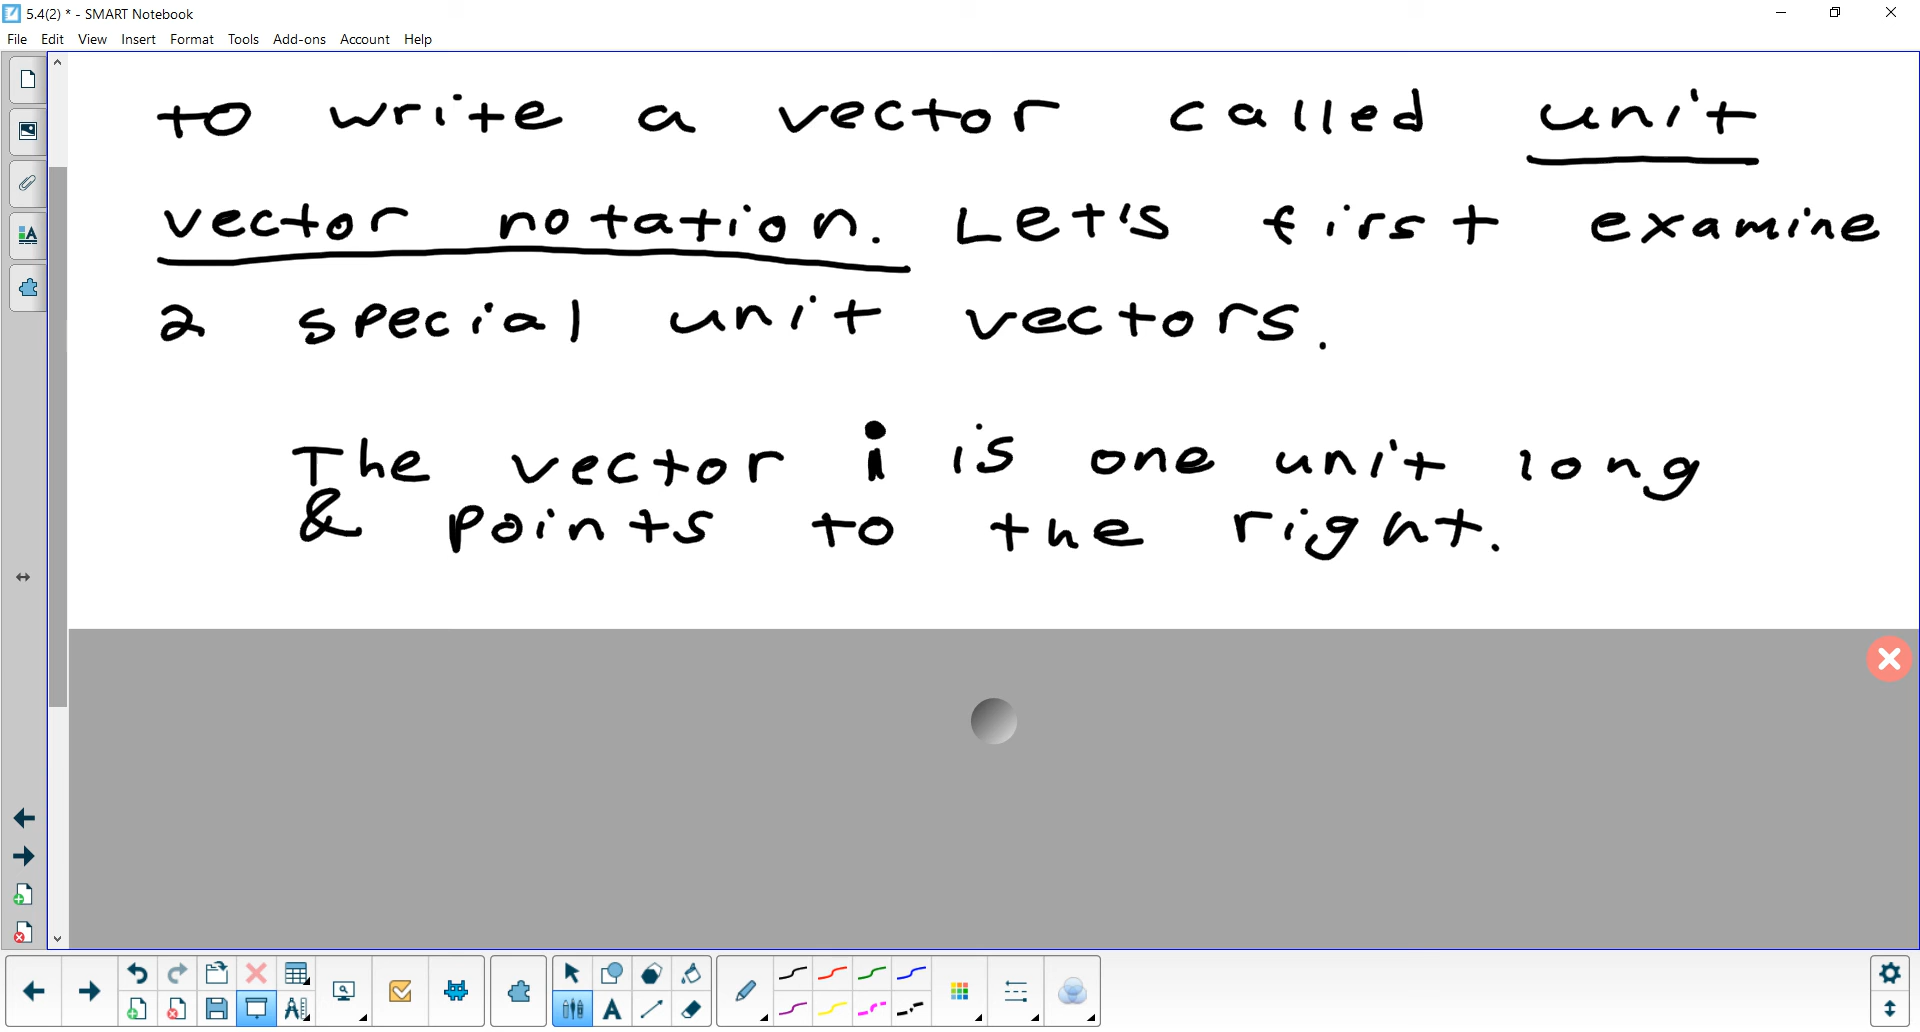 5.4(2) * - SMART Notebook
File Edit View Insert Format Tools Add-ons Account Help
to write a vector called unit
vector notation. Let's first examine
2 special unit vectors.
The vector i is one unit long
& points to the right.